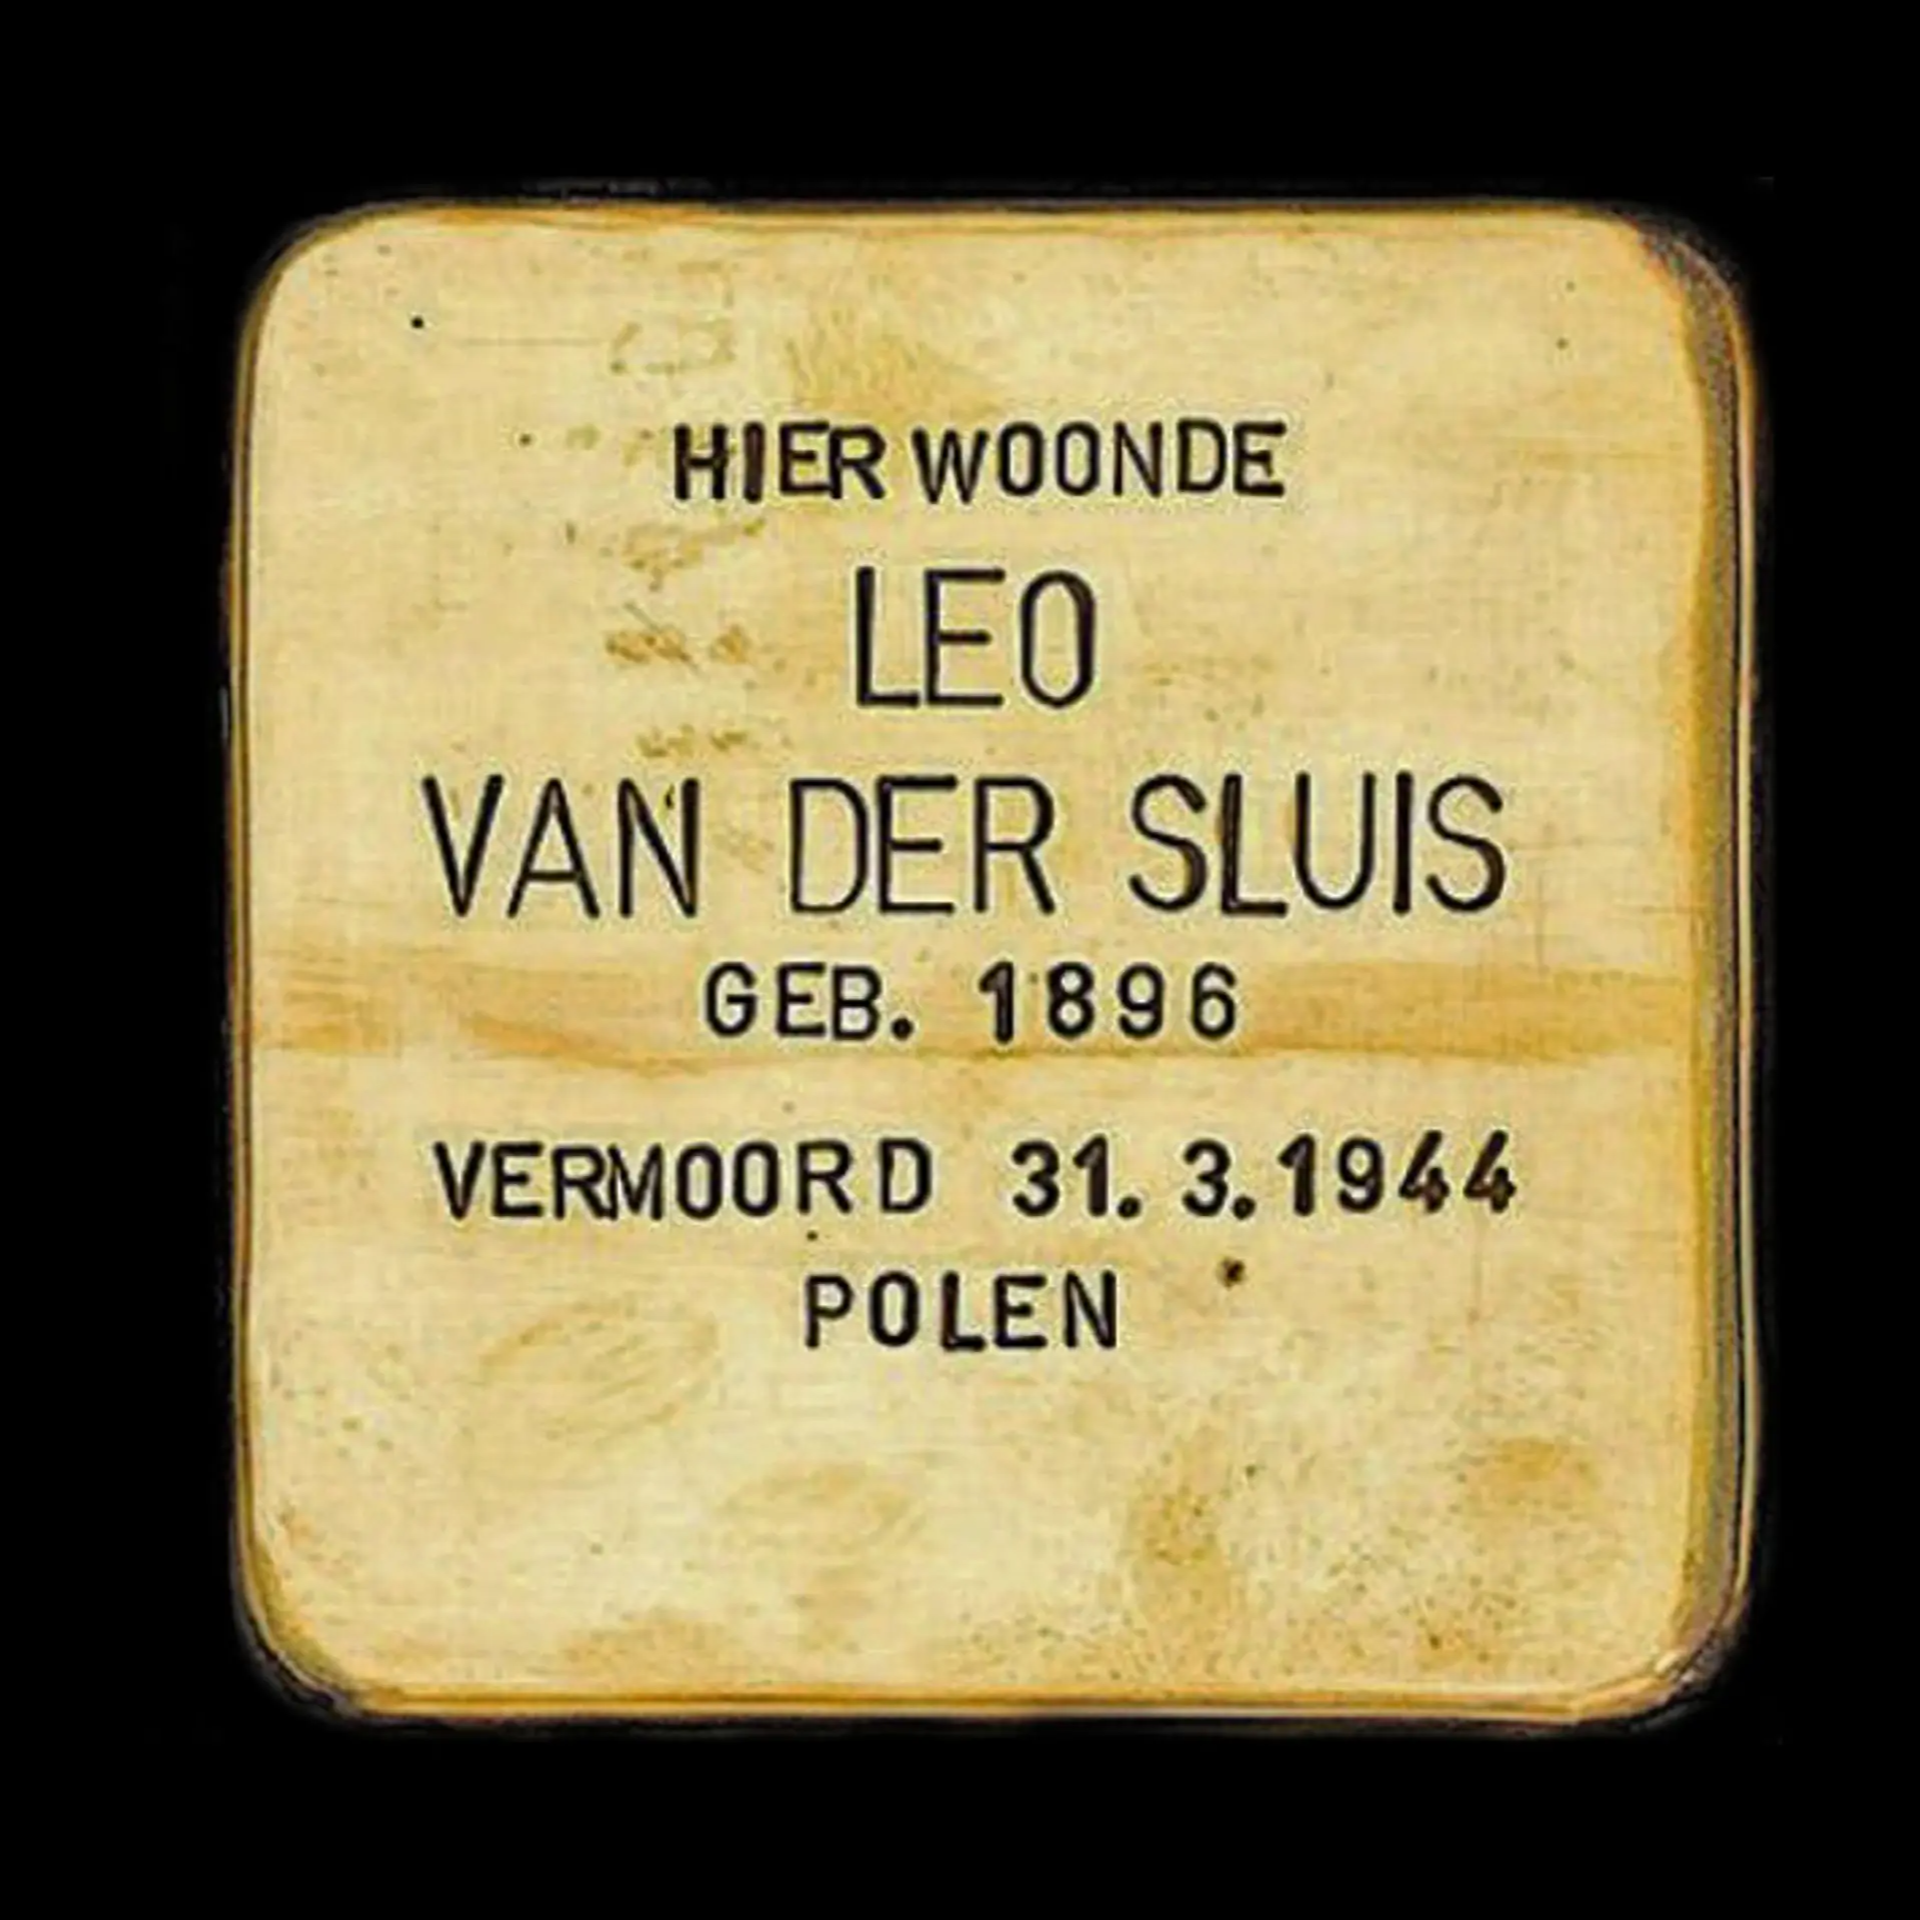 HIER WOONDE
LEO
VAN DER SLUIS
GEB. 1896
VERMOORD 31.3.1944
POLEN